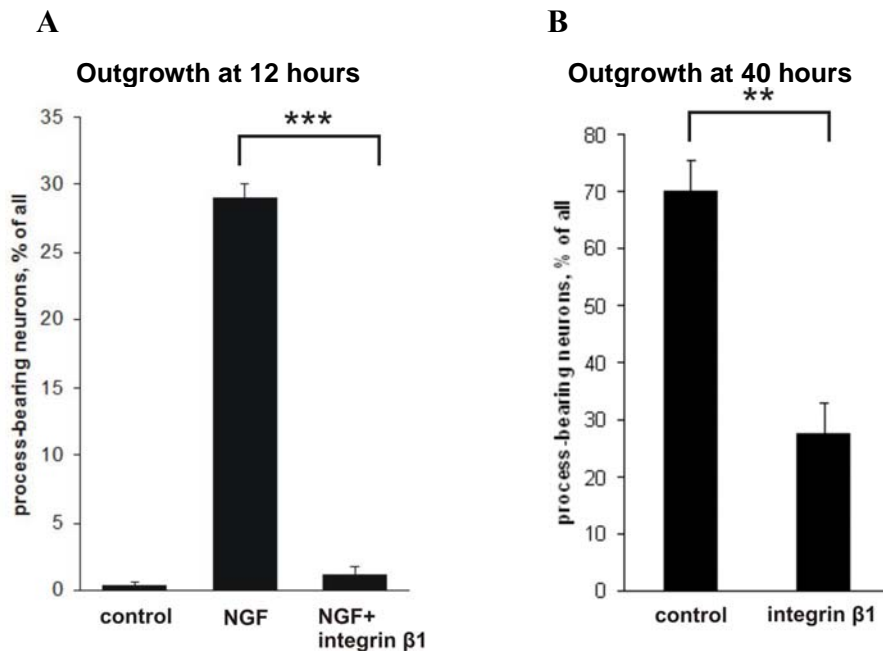 A
Outgrowth at 12 hours
***
process-bearing neurons, % of all
35
30
25
20
15
10
5
0
control
NGF
NGF+
integrin β1
B
Outgrowth at 40 hours
**
process-bearing neurons, % of all
80
70
60
50
40
30
20
10
0
control
integrin β1